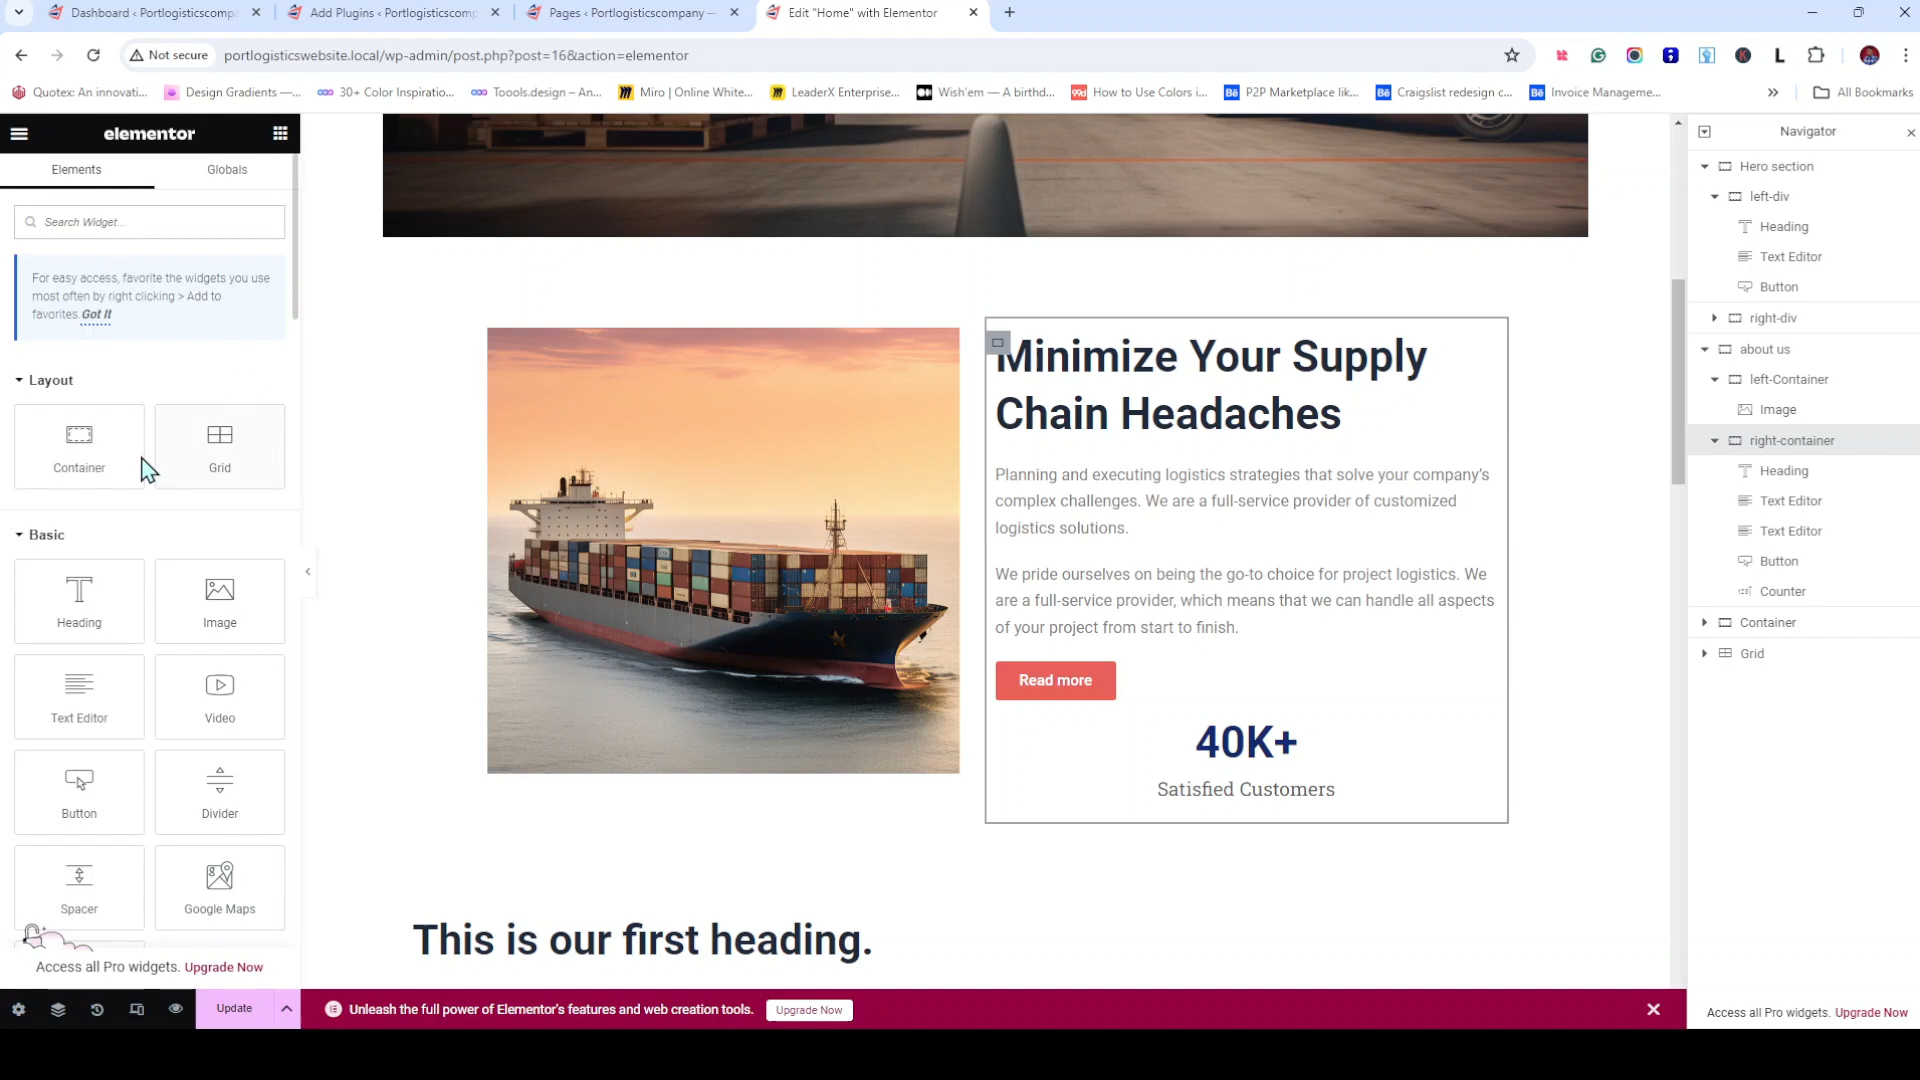 Dashboard ‹ Portlogisticscompa
Add Plugins ‹ Portlogisticscomp
Pages ‹ Portlogisticscompany —
Edit "Home" with Elementor
Not secure
portlogisticswebsite.local/wp-admin/post.php?post=16&action=elementor
Quotex: An innovati...
Design Gradients —...
30+ Color Inspiratio...
Toools.design – An...
Miro | Online White...
LeaderX Enterprise...
Wish'em — A birthd...
How to Use Colors i...
P2P Marketplace lik...
Craigslist redesign c...
Invoice Manageme...
All Bookmarks
elementor
Elements
Globals
Search Widget...
For easy access, favorite the widgets you use
most often by right clicking > Add to
favorites. Got It
Layout
Container
Grid
Basic
Heading
Image
Text Editor
Video
Button
Divider
Spacer
Google Maps
Access all Pro widgets. Upgrade Now
Update
Minimize Your Supply
Chain Headaches
Planning and executing logistics strategies that solve your company's
complex challenges. We are a full-service provider of customized
logistics solutions.
We pride ourselves on being the go-to choice for project logistics. We
are a full-service provider, which means that we can handle all aspects
of your project from start to finish.
Read more
40K+
Satisfied Customers
This is our first heading.
Unleash the full power of Elementor's features and web creation tools.
Upgrade Now
Navigator
Hero section
left-div
Heading
Text Editor
Button
right-div
about us
left-Container
Image
right-container
Heading
Text Editor
Text Editor
Button
Counter
Container
Grid
Access all Pro widgets. Upgrade Now